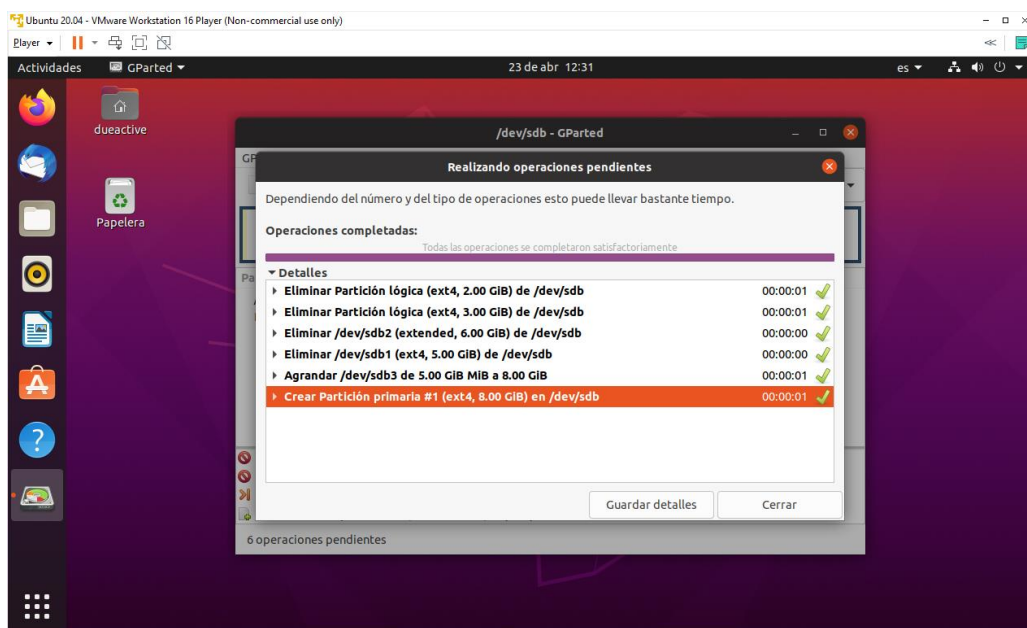 Ubuntu 20.04 - VMware Workstation 16 Player (Non-commercial use only)
Player
Actividades GParted 23 de abr 12:31 es
dueactive
Papelera
/dev/sdb - GParted
GP
Realizando operaciones pendientes
Dependiendo del número y del tipo de operaciones esto puede llevar bastante tiempo.
Operaciones completadas:
Todas las operaciones se completaron satisfactoriamente
Pa
Detalles
Eliminar Partición lógica (ext4, 2.00 GiB) de /dev/sdb 00:00:01
Eliminar Partición lógica (ext4, 3.00 GiB) de /dev/sdb 00:00:01
Eliminar /dev/sdb2 (extended, 6.00 GiB) de /dev/sdb 00:00:00
Eliminar /dev/sdb1 (ext4, 5.00 GiB) de /dev/sdb 00:00:00
Agrandar /dev/sdb3 de 5.00 GiB MiB a 8.00 GiB 00:00:01
Crear Partición primaria #1 (ext4, 8.00 GiB) en /dev/sdb 00:00:01
Guardar detalles Cerrar
6 operaciones pendientes